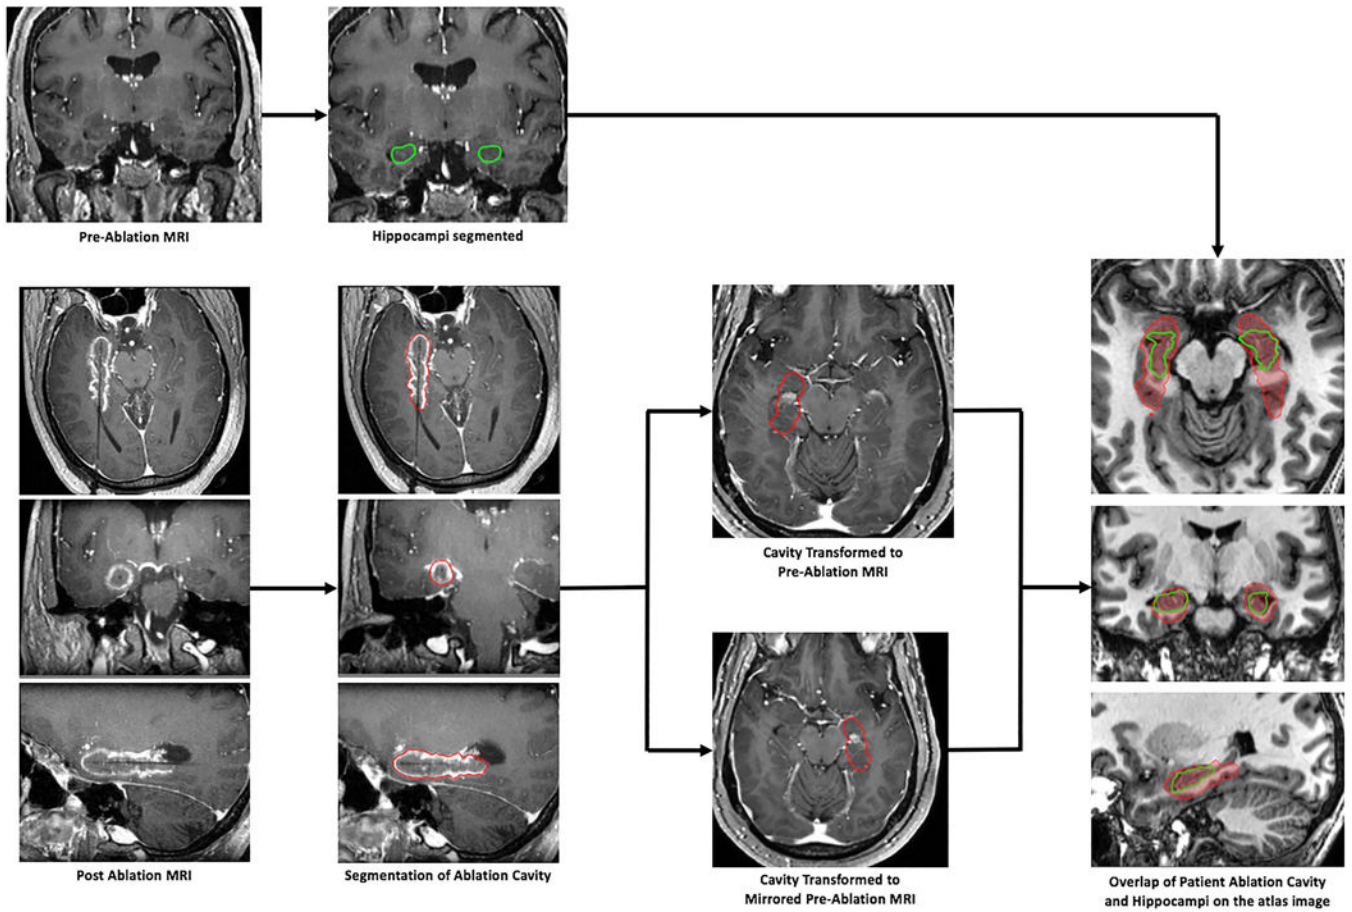 Pre-Ablation MRI
Hippocampi segmented
Cavity Transformed to
Pre-Ablation MRI
Post Ablation MRI
Segmentation of Ablation Cavity
Cavity Transformed to
Mirrored Pre-Ablation MRI
Overlap of Patient Ablation Cavity
and Hippocampi on the atlas image